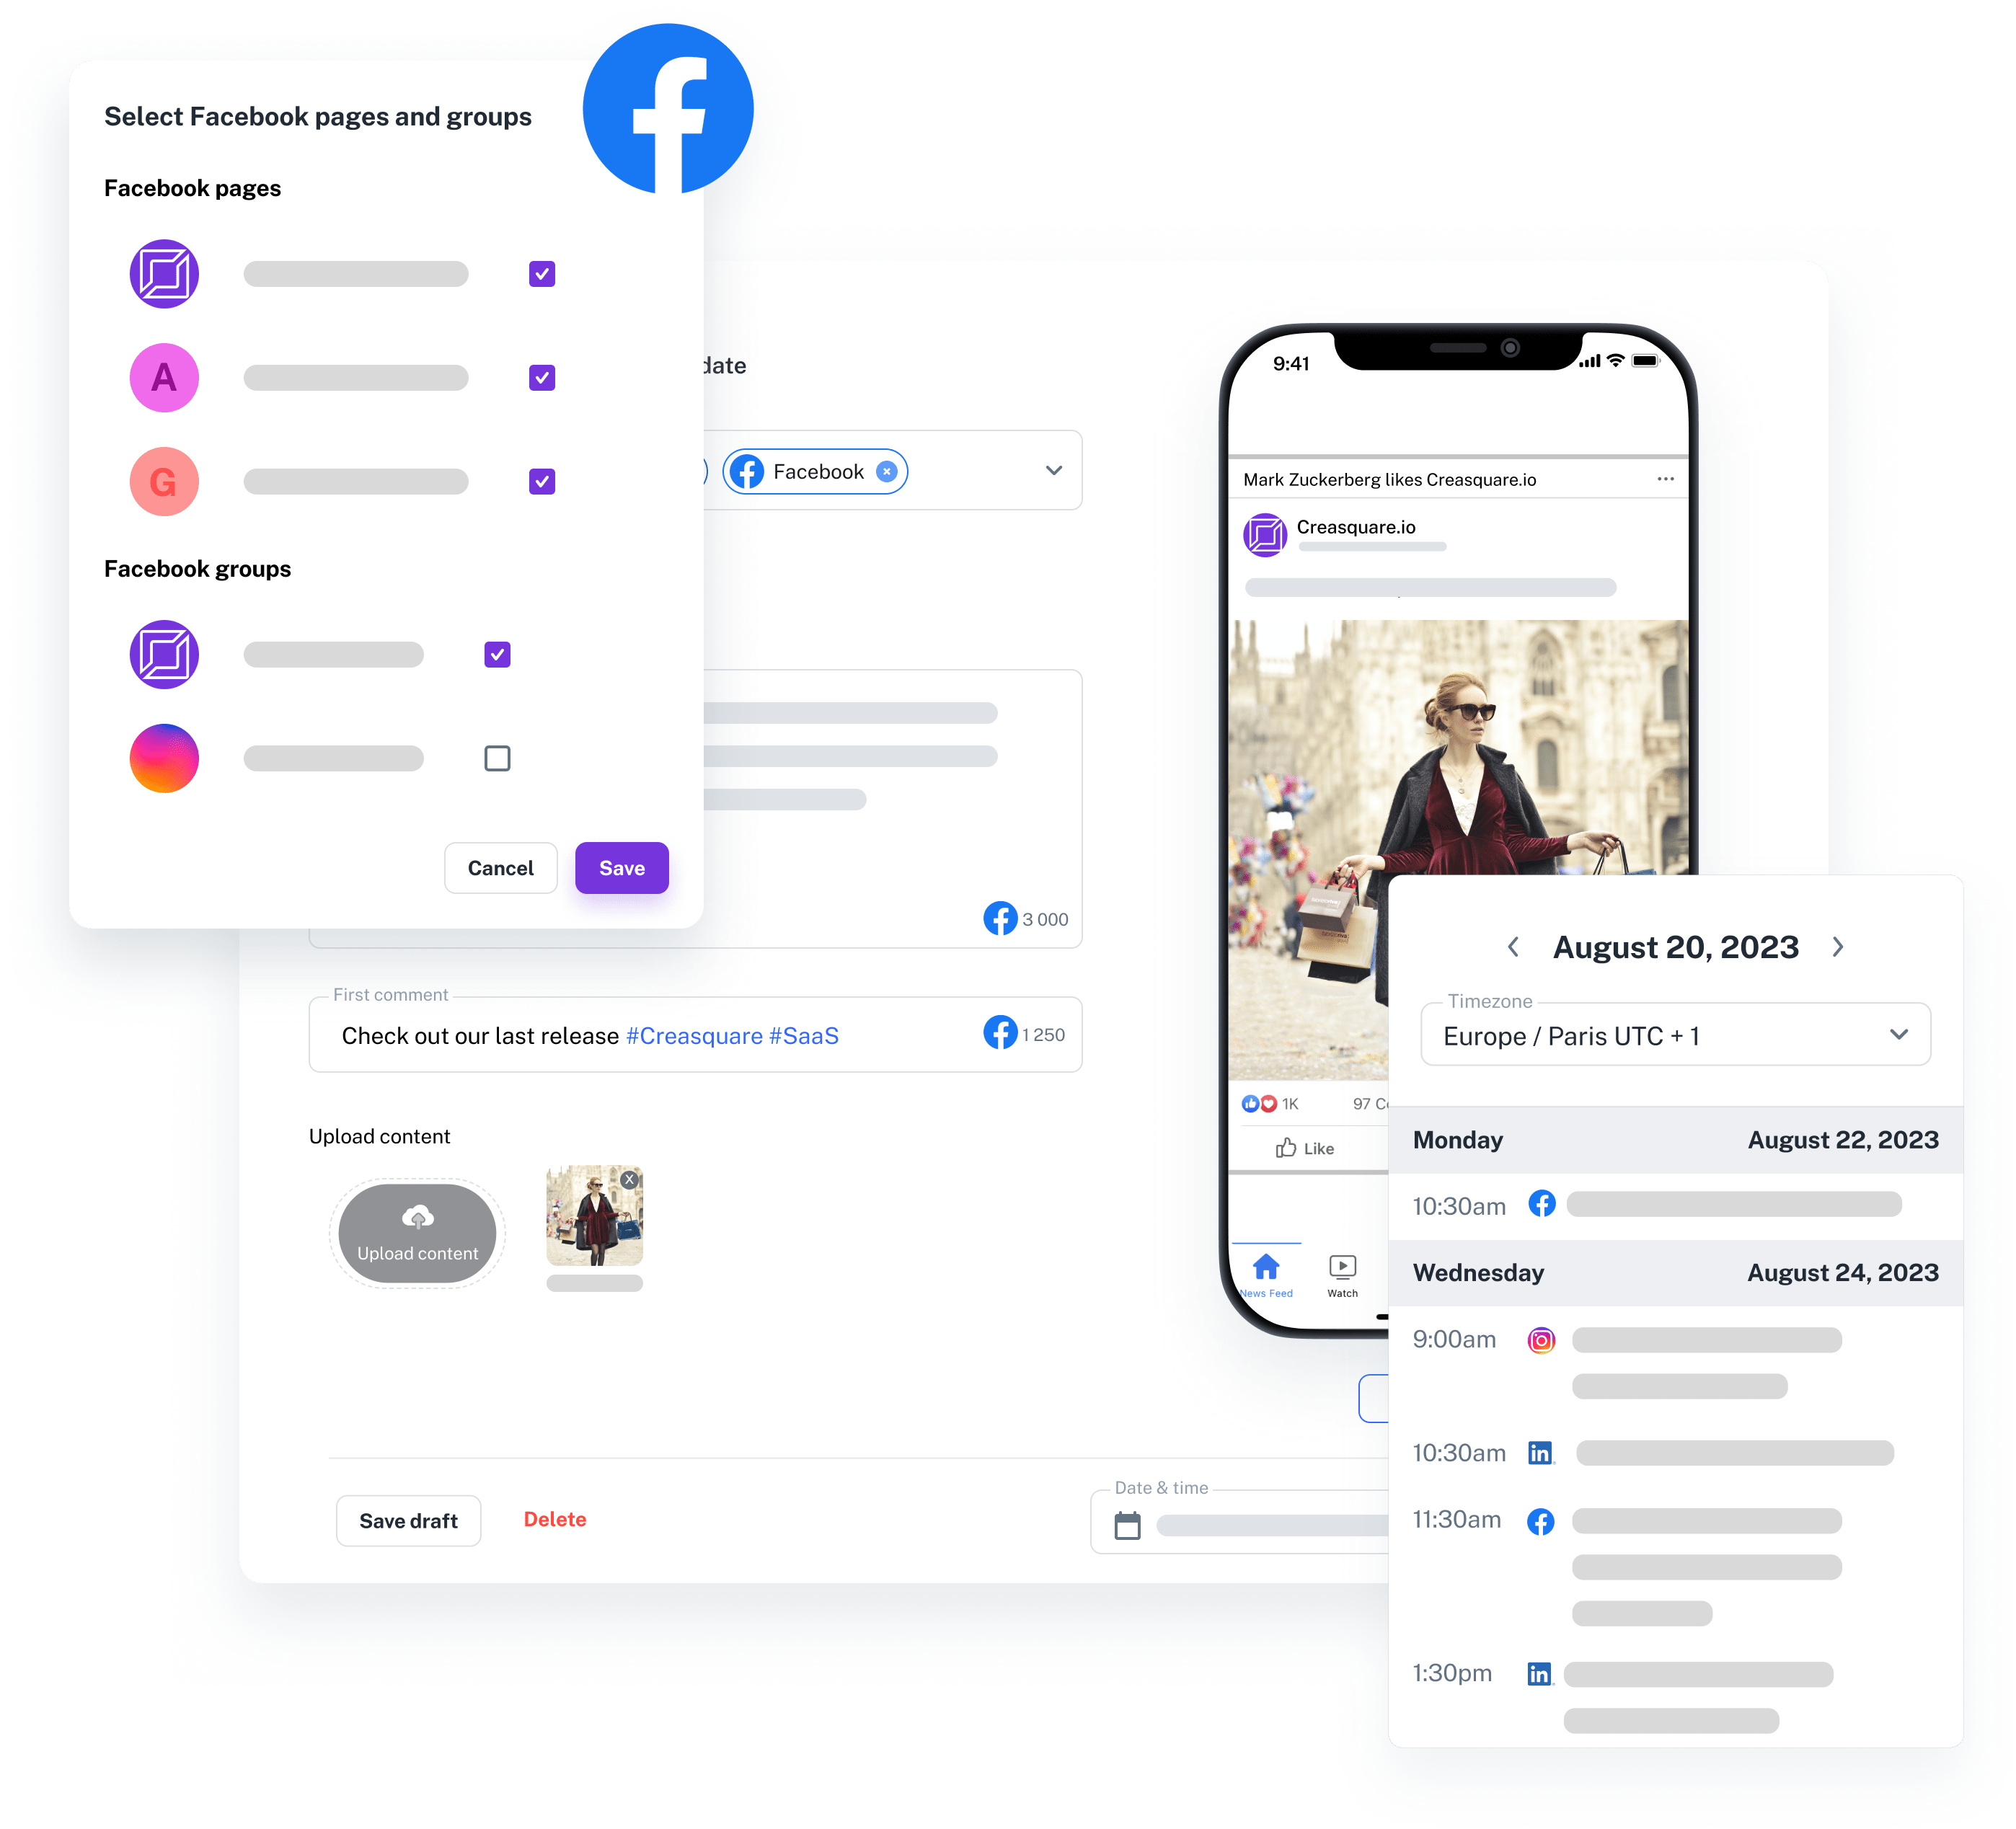 Select Facebook pages and groups
Facebook pages
A
G
Facebook groups
Cancel
Save
Facebook
3 000
First comment
Check out our last release #Creasquare #SaaS
1 250
Upload content
Upload content
X
Save draft
Delete
Date & time
9:41
Mark Zuckerberg likes Creasquare.io
Creasquare.io
1K
97
Like
News Feed
Watch
August 20, 2023
Timezone
Europe / Paris UTC + 1
Monday
August 22, 2023
10:30am
Wednesday
August 24, 2023
9:00am
10:30am
in
11:30am
1:30pm
in